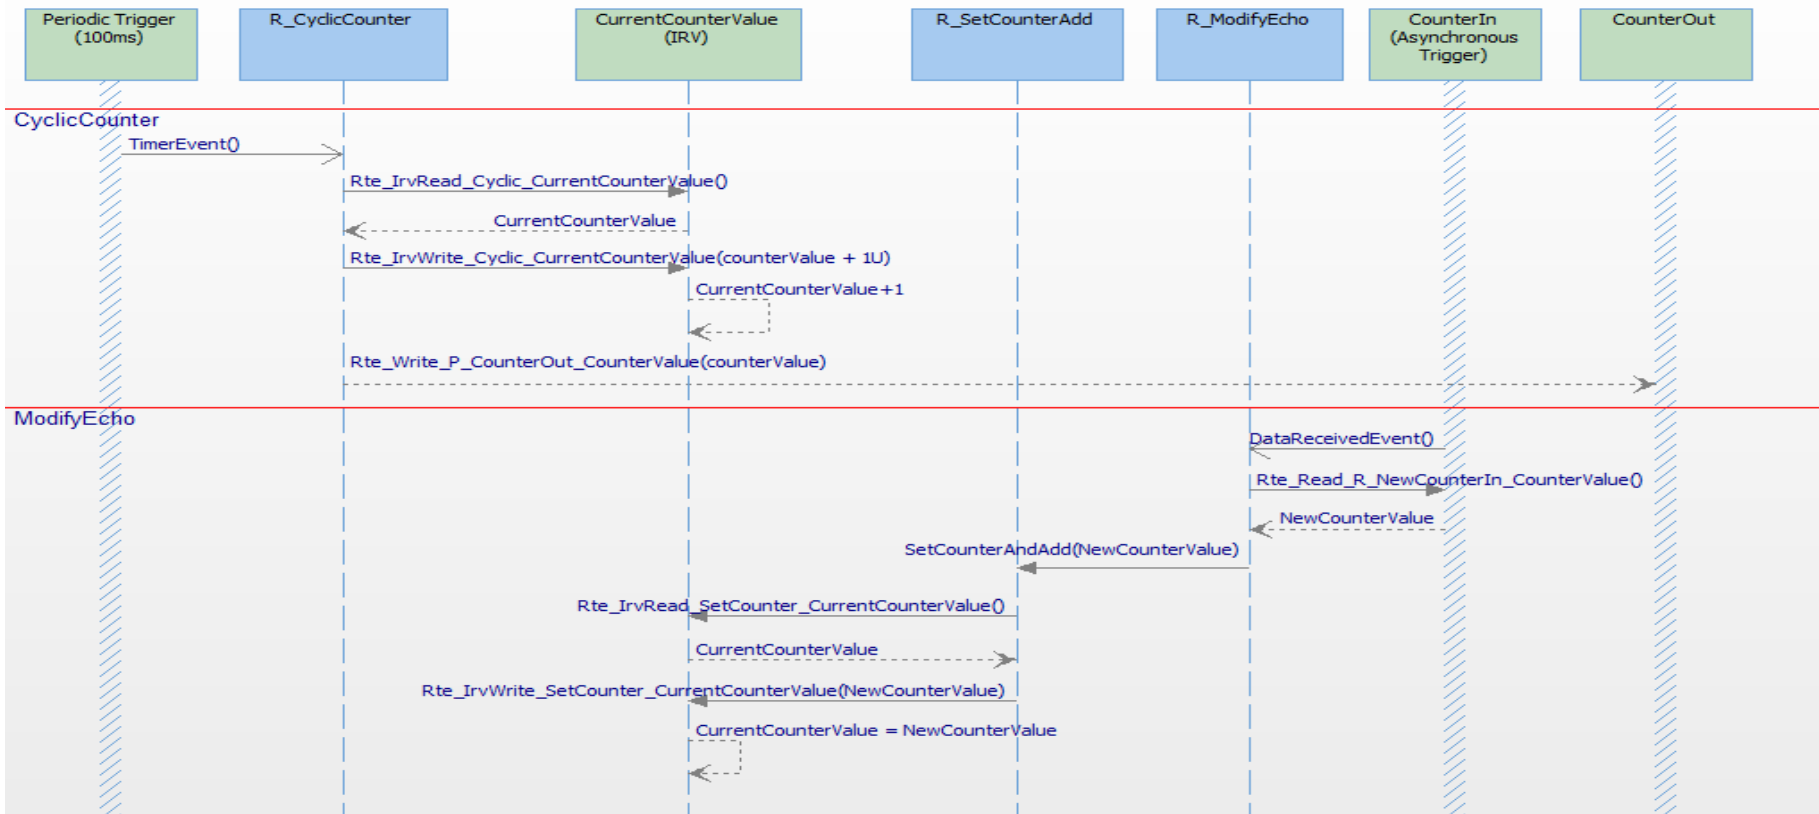 Periodic Trigger
(100ms)
R_CyclicCounter
CurrentCounterValue
(IRV)
R_SetCounterAdd
R_ModifyEcho
CounterIn
(Asynchronous
Trigger)
CounterOut
CyclicCounter
TimerEvent()
Rte_IrvRead_Cyclic_CurrentCounterValue()
CurrentCounterValue
Rte_IrvWrite_Cyclic_CurrentCounterValue(counterValue + 1U)
CurrentCounterValue+1
Rte_Write_P_CounterOut_CounterValue(counterValue)
ModifyEcho
DataReceivedEvent()
Rte_Read_R_NewCounterIn_CounterValue()
NewCounterValue
SetCounterAndAdd(NewCounterValue)
Rte_IrvRead_SetCounter_CurrentCounterValue()
CurrentCounterValue
Rte_IrvWrite_SetCounter_CurrentCounterValue(NewCounterValue)
CurrentCounterValue = NewCounterValue